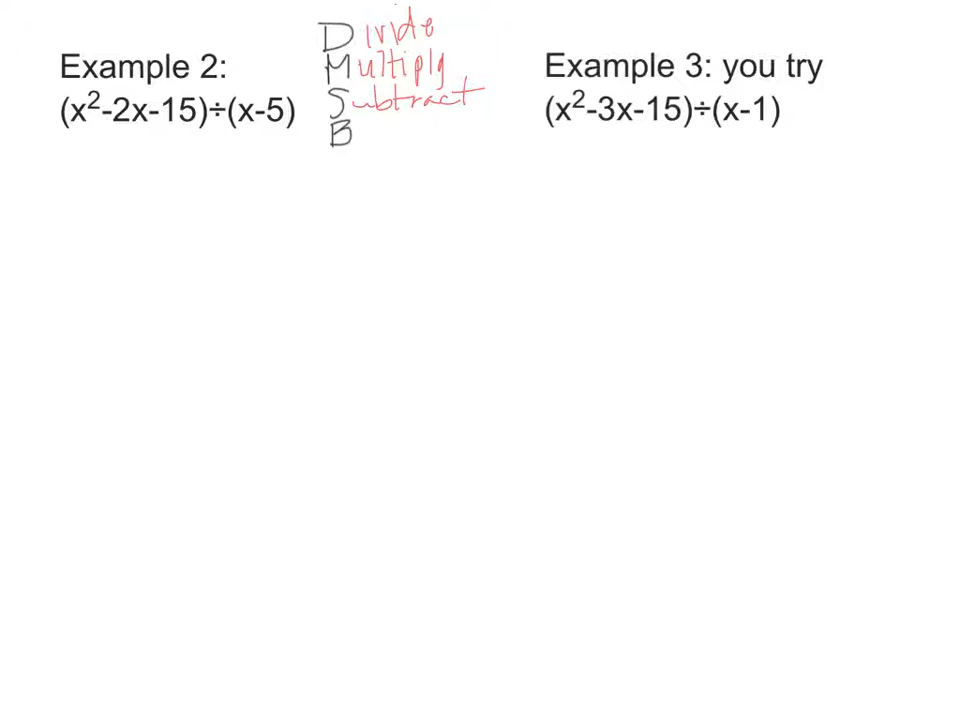 Example 2:
(x²-2x-15)÷(x-5)
Divide
Multiply
Subtract
B
Example 3: you try
(x²-3x-15)÷(x-1)